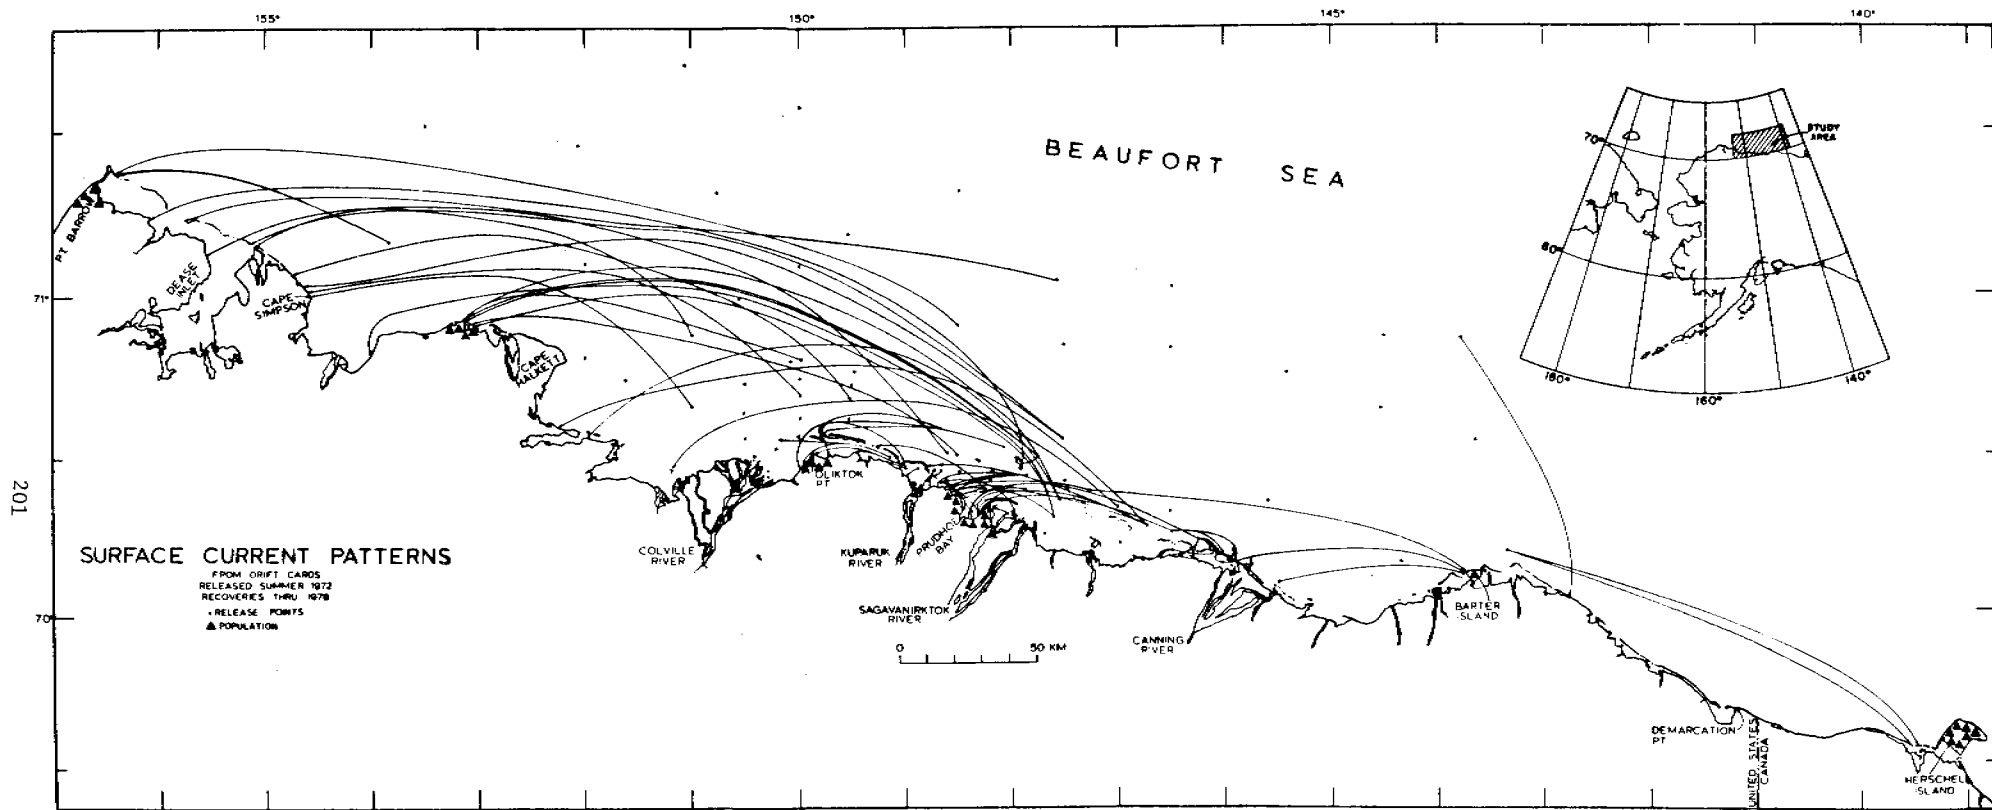 155°
150°
145°
140°
BEAUFORT SEA
70°
STUDY
AREA
60°
180°
160°
140°
PT BARROW
DEASE
INLET
CAPE
SIMPSON
71°
CAPE
HALKETT
OLIKTOK
PT
201
SURFACE CURRENT PATTERNS
FROM DRIFT CARDS
RELEASED SUMMER 1972
RECOVERIES THRU 1978
• RELEASE POINTS
▲ POPULATION
COLVILLE
RIVER
KUPARUK
RIVER
PRUDHOE
BAY
SAGAVANIRKTOK
RIVER
70°
0 50 KM
CANNING
RIVER
BARTER
ISLAND
DEMARCATION
PT
UNITED STATES
CANADA
HERSCHEL
ISLAND